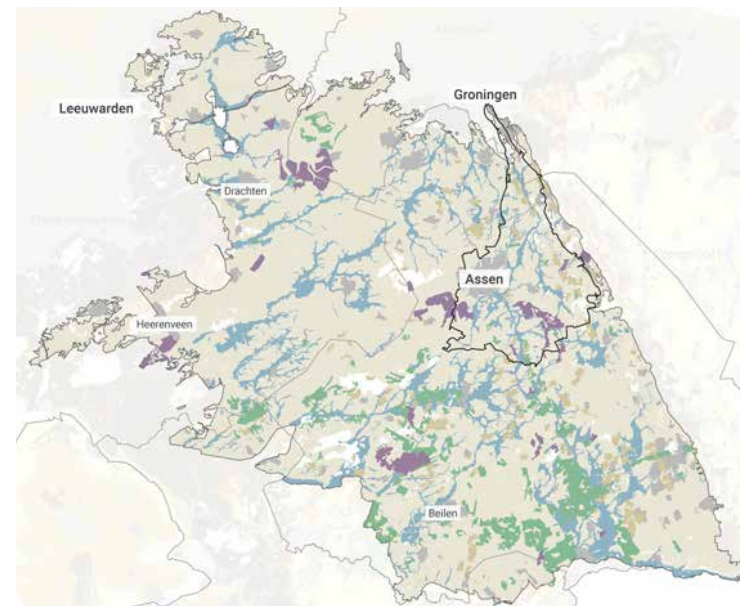 Groningen
Leeuwarden
Drachten
Assen
Heerenveen
Beilen